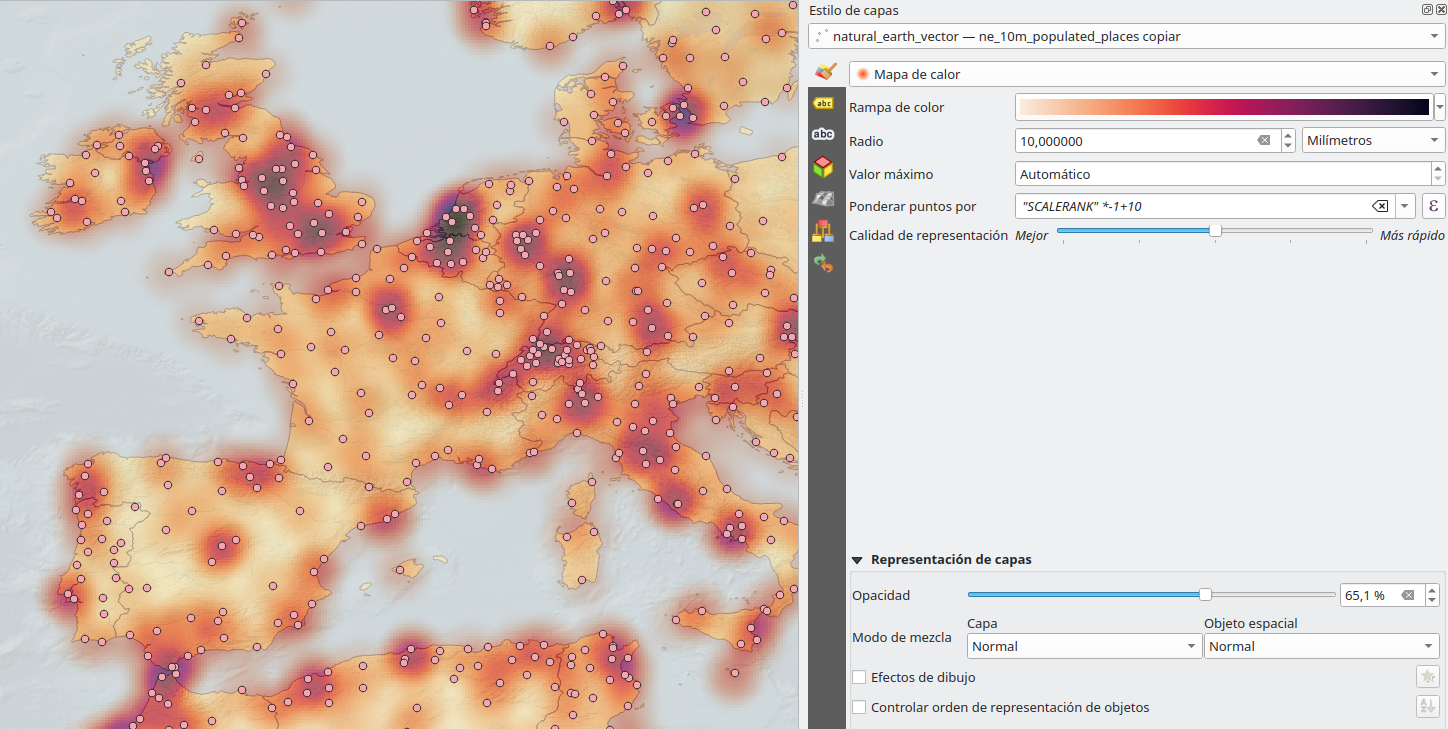 Estilo de capas
natural_earth_vector — ne_10m_populated_places copiar
Mapa de calor
abc
Rampa de color
abc
Radio 10,000000 Milímetros
Valor máximo Automático
Ponderar puntos por "SCALERANK" *-1+10 ε
Calidad de representación Mejor Más rápido
Representación de capas
Opacidad 65,1 %
Capa Objeto espacial
Modo de mezcla Normal Normal
Efectos de dibujo
Controlar orden de representación de objetos